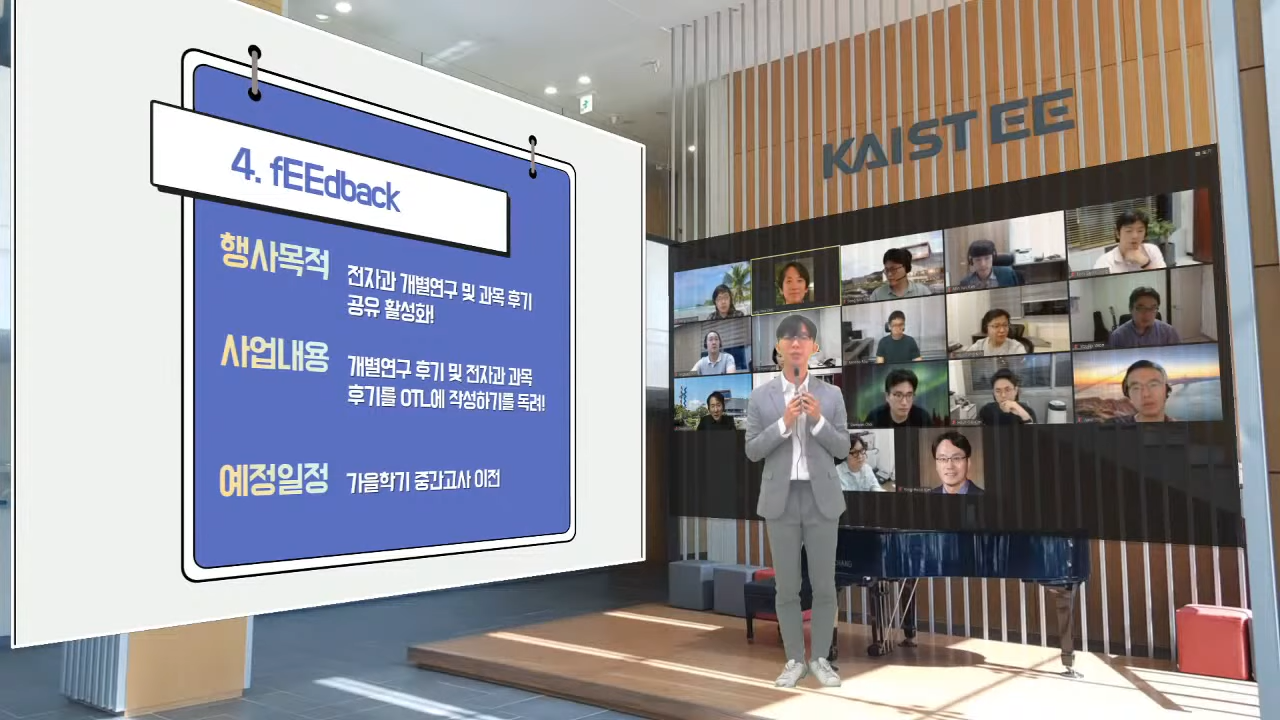 4. fEEdback
행사목적
전자과 개별연구 및 과목 후기
공유 활성화!
사업내용
개별연구 후기 및 전자과 과목
후기를 OTL에 작성하기를 독려!
예정일정
가을학기 중간고사 이전
KAIST EE